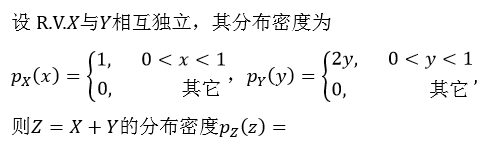 设 R.V.X与Y相互独立，其分布密度为
p_X(x) = {1, 0 < x < 1; 0, 其它, p_Y(y) = {2y, 0 < y < 1; 0, 其它,
则Z = X + Y的分布密度p_Z(z) =